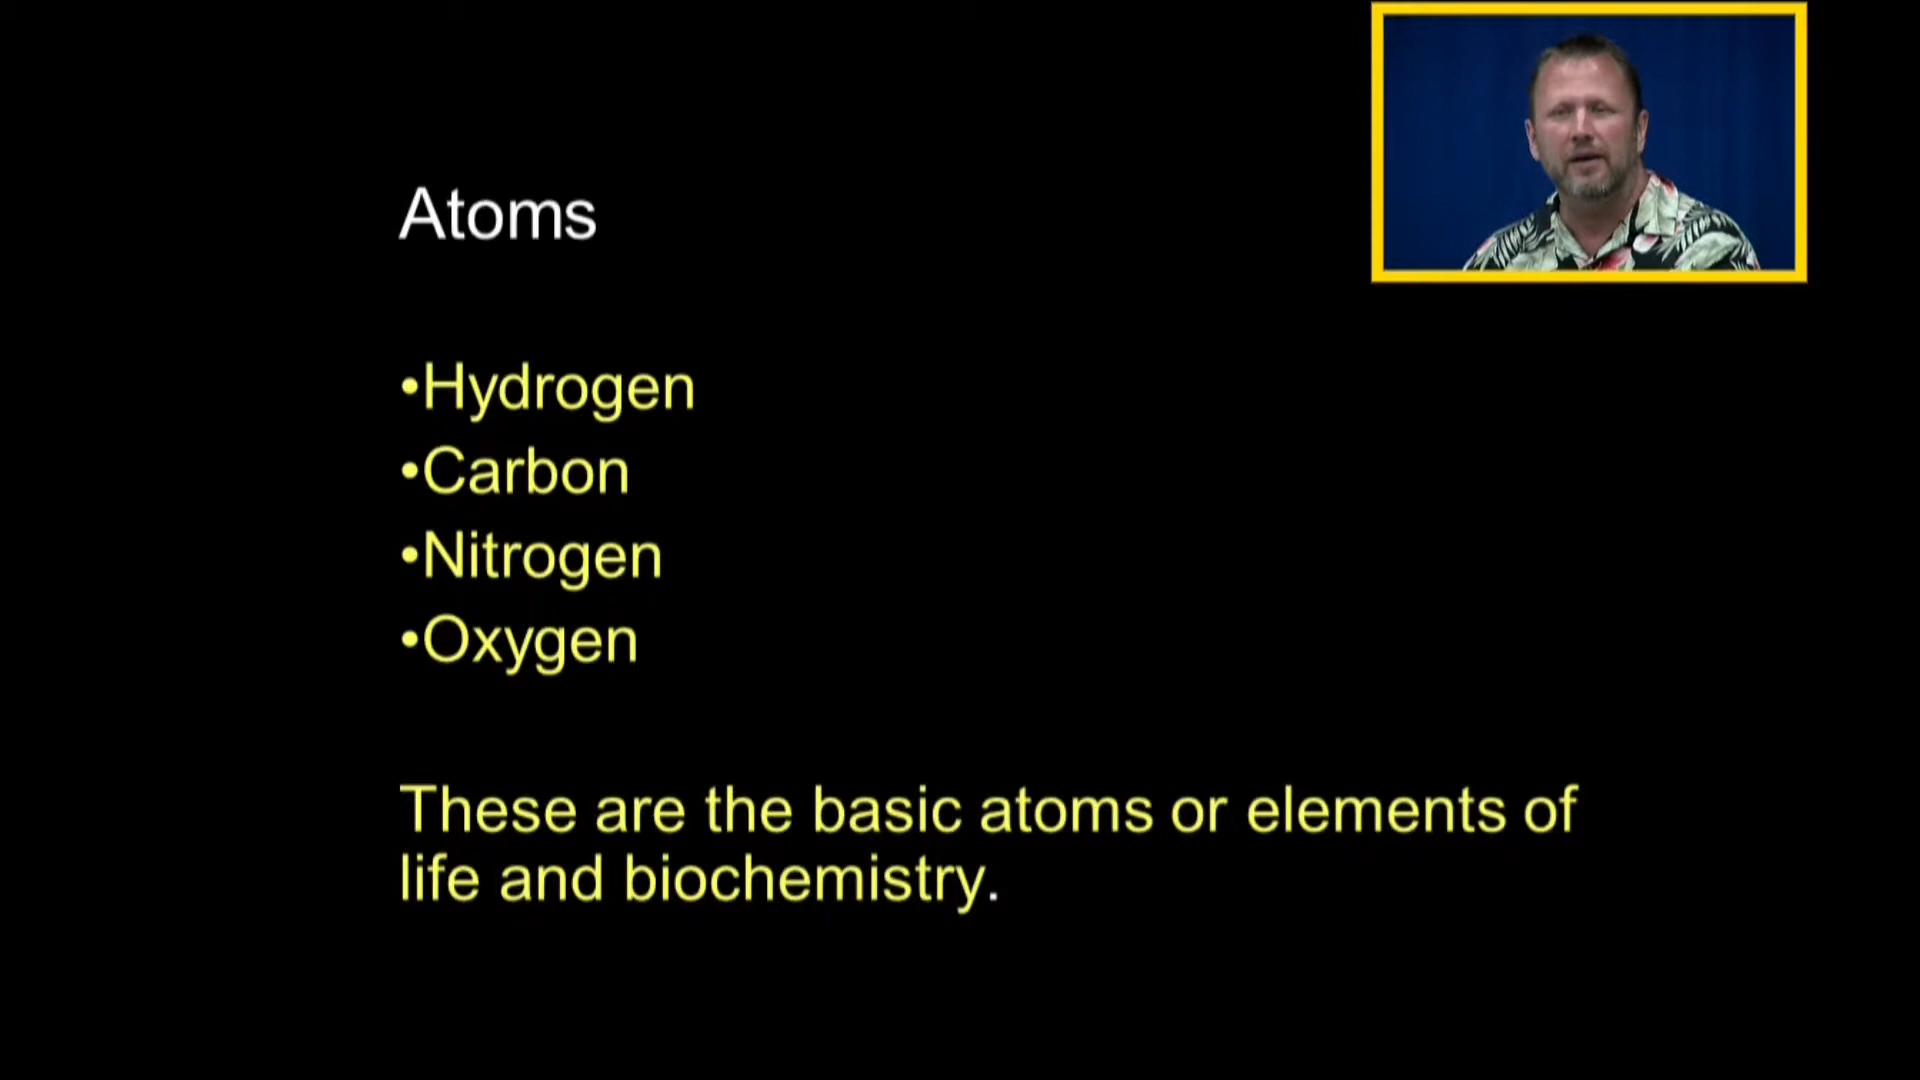 Atoms
•Hydrogen
•Carbon
•Nitrogen
•Oxygen
These are the basic atoms or elements of
life and biochemistry.